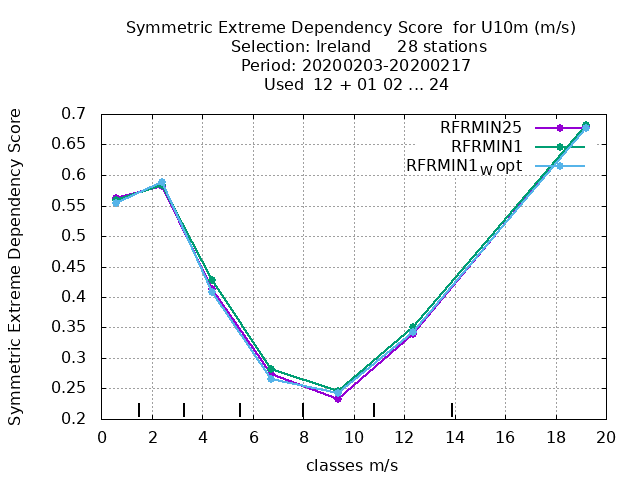 Symmetric Extreme Dependency Score  for U10m (m/s)
Selection: Ireland     28 stations
Period: 20200203-20200217
Used  12 + 01 02 ... 24
Symmetric Extreme Dependency Score
0.7
0.65
0.6
0.55
0.5
0.45
0.4
0.35
0.3
0.25
0.2
RFRMIN25
RFRMIN1
RFRMIN1W opt
0 2 4 6 8 10 12 14 16 18 20
classes m/s